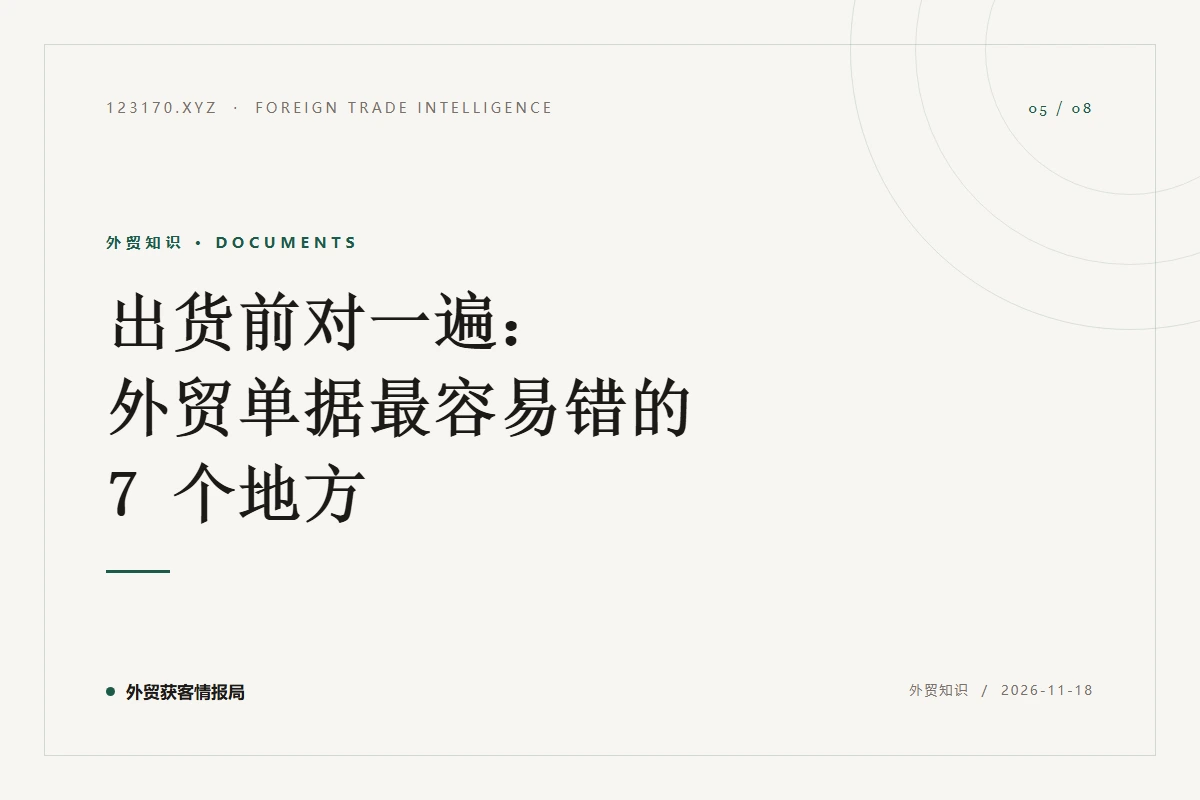 123170.XYZ · FOREIGN TRADE INTELLIGENCE
05 / 08
外贸知识 • DOCUMENTS
出货前对一遍：
外贸单据最容易错的
7 个地方
外贸获客情报局
外贸知识 / 2026-11-18